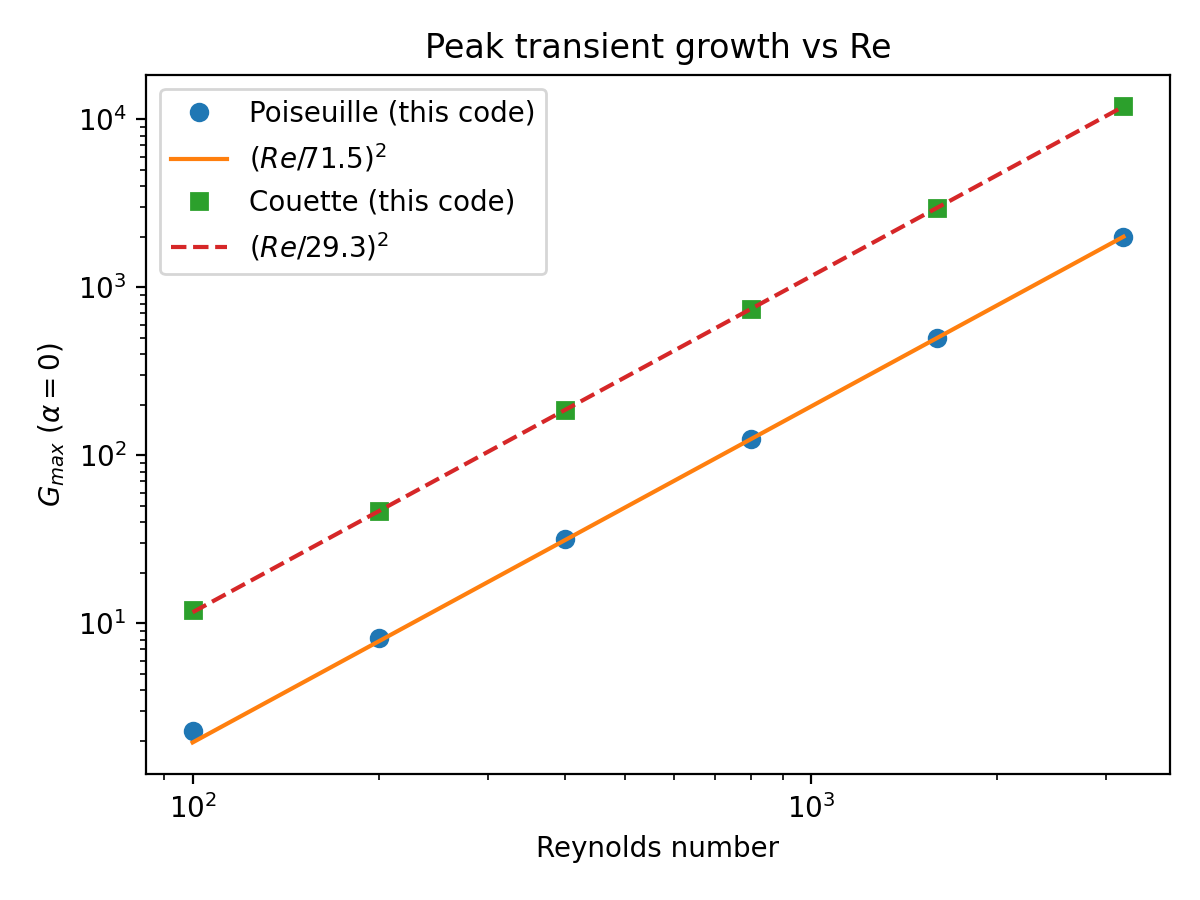 Peak transient growth vs Re
Poiseuille (this code)
(Re/71.5)²
Couette (this code)
(Re/29.3)²
10⁴
10³
10²
10¹
G_max (α = 0)
10² 10³
Reynolds number